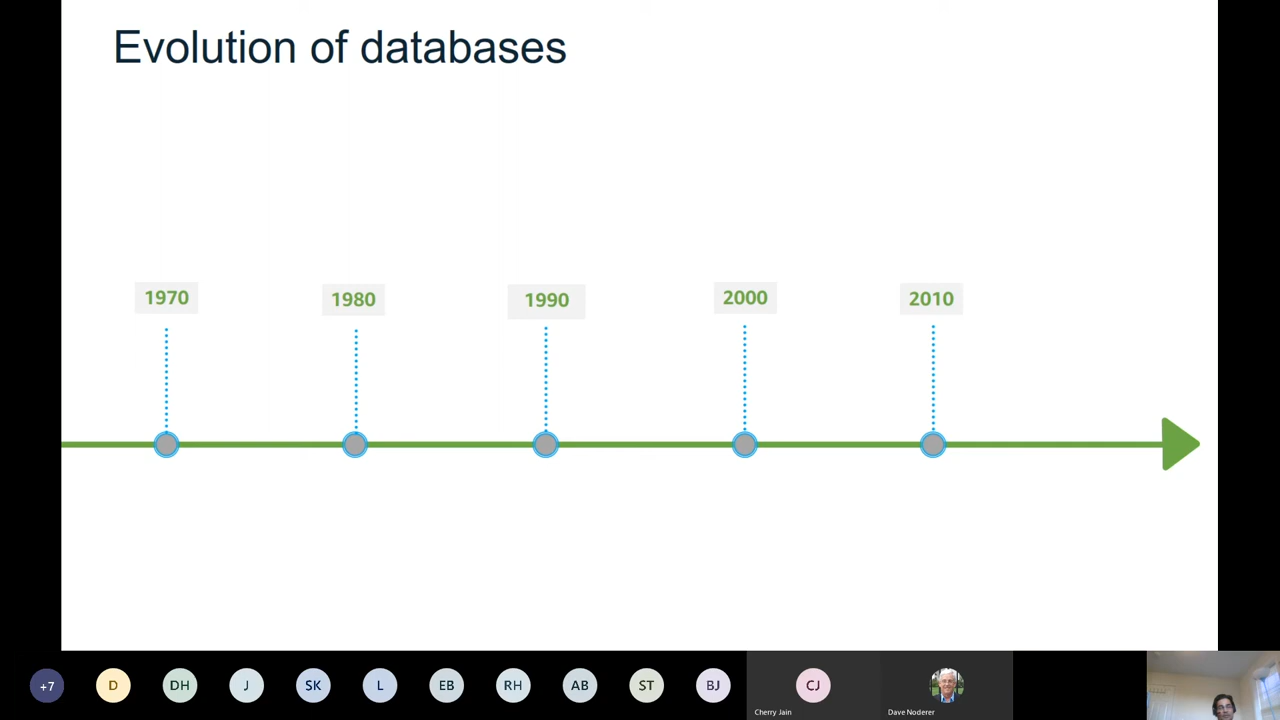 Evolution of databases
1970
1980
1990
2000
2010
+7
D
DH
J
SK
L
EB
RH
AB
ST
BJ
CJ
Cherry Jain
Dave Noderer